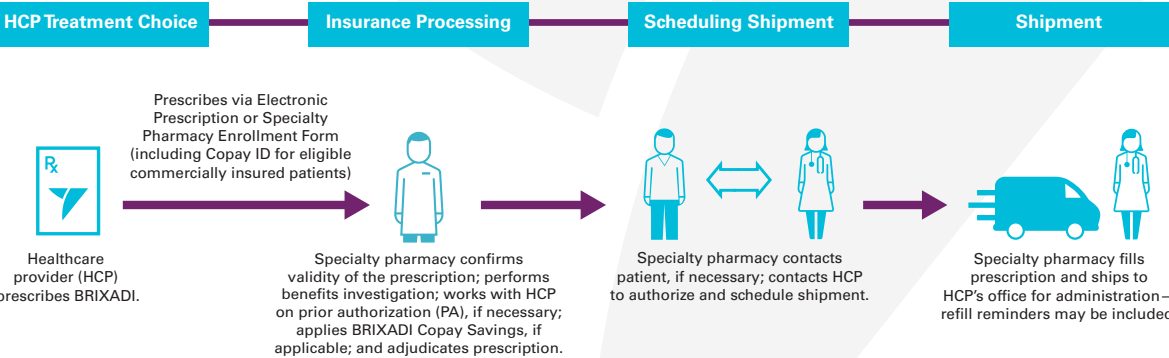 HCP Treatment Choice
Insurance Processing
Scheduling Shipment
Shipment
Prescribes via Electronic
Prescription or Specialty
Pharmacy Enrollment Form
(including Copay ID for eligible
commercially insured patients)
Rx
Healthcare
provider (HCP)
prescribes BRIXADI.
Specialty pharmacy confirms
validity of the prescription; performs
benefits investigation; works with HCP
on prior authorization (PA), if necessary;
applies BRIXADI Copay Savings, if
applicable; and adjudicates prescription.
Specialty pharmacy contacts
patient, if necessary; contacts HCP
to authorize and schedule shipment.
Specialty pharmacy fills
prescription and ships to
HCP's office for administration–
refill reminders may be included